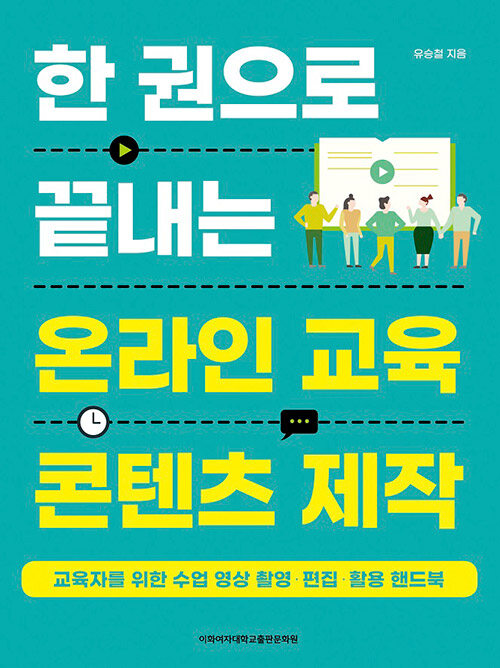 유승철 지음
한 권으로
끝내는
온라인 교육
콘텐츠 제작
교육자를 위한 수업 영상 촬영·편집·활용 핸드북
이화여자대학교출판문화원